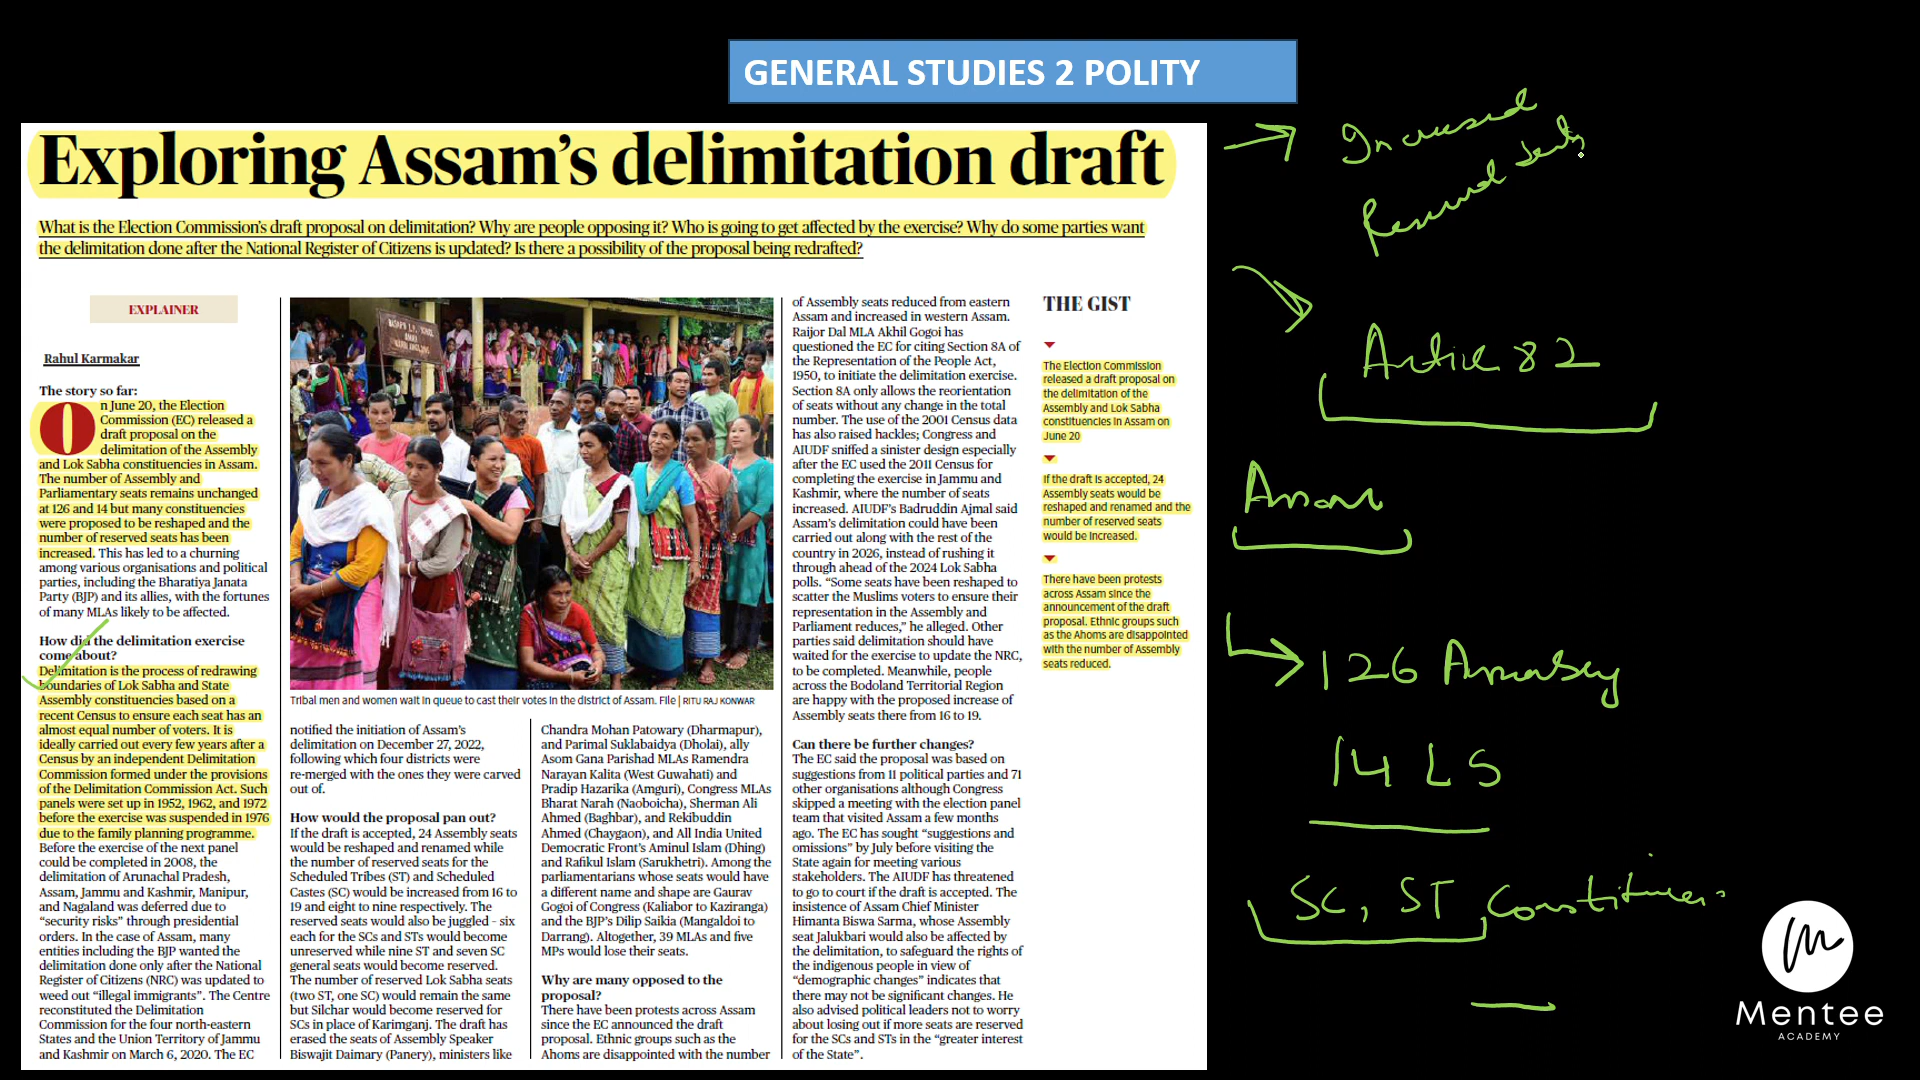 GENERAL STUDIES 2 POLITY
Exploring Assam's delimitation draft
What is the Election Commission's draft proposal on delimitation? Why are people opposing it? Who is going to get affected by the exercise? Why do some parties want
the delimitation done after the National Register of Citizens is updated? Is there a possibility of the proposal being redrafted?
EXPLAINER
Rahul Karmakar
The story so far:
On June 20, the Election
Commission (EC) released a
draft proposal on the
delimitation of the Assembly
and Lok Sabha constituencies in Assam.
The number of Assembly and
Parliamentary seats remains unchanged
at 126 and 14 but many constituencies
were proposed to be reshaped and the
number of reserved seats has been
increased. This has led to a churning
among various organisations and political
parties, including the Bharatiya Janata
Party (BJP) and its allies, with the fortunes
of many MLAs likely to be affected.
How did the delimitation exercise
come about?
Delimitation is the process of redrawing
boundaries of Lok Sabha and State
Assembly constituencies based on a
recent Census to ensure each seat has an
almost equal number of voters. It is
ideally carried out every few years after a
Census by an independent Delimitation
Commission formed under the provisions
of the Delimitation Commission Act. Such
panels were set up in 1952, 1962, and 1972
before the exercise was suspended in 1976
due to the family planning programme.
Before the exercise of the next panel
could be completed in 2008, the
delimitation of Arunachal Pradesh,
Assam, Jammu and Kashmir, Manipur,
and Nagaland was deferred due to
"security risks" through presidential
orders. In the case of Assam, many
entities including the BJP wanted the
delimitation done only after the National
Register of Citizens (NRC) was updated to
weed out "illegal immigrants". The Centre
reconstituted the Delimitation
Commission for the four north-eastern
States and the Union Territory of Jammu
and Kashmir on March 6, 2020. The EC
MANJA L.P. SCHOOL
Tribal men and women wait in queue to cast their votes in the district of Assam. File | RITU RAJ KONWAR
notified the initiation of Assam's
delimitation on December 27, 2022,
following which four districts were
re-merged with the ones they were carved
out of.
How would the proposal pan out?
If the draft is accepted, 24 Assembly seats
would be reshaped and renamed while
the number of reserved seats for the
Scheduled Tribes (ST) and Scheduled
Castes (SC) would be increased from 16 to
19 and eight to nine respectively. The
reserved seats would also be juggled - six
each for the SCs and STs would become
unreserved while nine ST and seven SC
general seats would become reserved.
The number of reserved Lok Sabha seats
(two ST, one SC) would remain the same
but Silchar would become reserved for
SCs in place of Karimganj. The draft has
erased the seats of Assembly Speaker
Biswajit Daimary (Panery), ministers like
Chandra Mohan Patowary (Dharmapur),
and Parimal Suklabaidya (Dholai), ally
Asom Gana Parishad MLAs Ramendra
Narayan Kalita (West Guwahati) and
Pradip Hazarika (Amguri), Congress MLAs
Bharat Narah (Naoboicha), Sherman Ali
Ahmed (Baghbar), and Rekibuddin
Ahmed (Chaygaon), and All India United
Democratic Front's Aminul Islam (Dhing)
and Rafikul Islam (Sarukhetri). Among the
parliamentarians whose seats would have
a different name and shape are Gaurav
Gogoi of Congress (Kaliabor to Kaziranga)
and the BJP's Dilip Saikia (Mangaldoi to
Darrang). Altogether, 39 MLAs and five
MPs would lose their seats.
Why are many opposed to the
proposal?
There have been protests across Assam
since the EC announced the draft
proposal. Ethnic groups such as the
Ahoms are disappointed with the number
of Assembly seats reduced from eastern
Assam and increased in western Assam.
Raijor Dal MLA Akhil Gogoi has
questioned the EC for citing Section 8A of
the Representation of the People Act,
1950, to initiate the delimitation exercise.
Section 8A only allows the reorientation
of seats without any change in the total
number. The use of the 2001 Census data
has also raised hackles; Congress and
AIUDF sniffed a sinister design especially
after the EC used the 2011 Census for
completing the exercise in Jammu and
Kashmir, where the number of seats
increased. AIUDF's Badruddin Ajmal said
Assam's delimitation could have been
carried out along with the rest of the
country in 2026, instead of rushing it
through ahead of the 2024 Lok Sabha
polls. "Some seats have been reshaped to
scatter the Muslims voters to ensure their
representation in the Assembly and
Parliament reduces," he alleged. Other
parties said delimitation should have
waited for the exercise to update the NRC,
to be completed. Meanwhile, people
across the Bodoland Territorial Region
are happy with the proposed increase of
Assembly seats there from 16 to 19.
Can there be further changes?
The EC said the proposal was based on
suggestions from 11 political parties and 71
other organisations although Congress
skipped a meeting with the election panel
team that visited Assam a few months
ago. The EC has sought "suggestions and
omissions" by July before visiting the
State again for meeting various
stakeholders. The AIUDF has threatened
to go to court if the draft is accepted. The
insistence of Assam Chief Minister
Himanta Biswa Sarma, whose Assembly
seat Jalukbari would also be affected by
the delimitation, to safeguard the rights of
the indigenous people in view of
"demographic changes" indicates that
there may not be significant changes. He
also advised political leaders not to worry
about losing out if more seats are reserved
for the SCs and STs in the "greater interest
of the State".
THE GIST
The Election Commission
released a draft proposal on
the delimitation of the
Assembly and Lok Sabha
constituencies in Assam on
June 20
If the draft is accepted, 24
Assembly seats would be
reshaped and renamed and the
number of reserved seats
would be increased.
There have been protests
across Assam since the
announcement of the draft
proposal. Ethnic groups such
as the Ahoms are disappointed
with the number of Assembly
seats reduced.
Increased
Reserved Seats
Article 82
Assam
126 Assembly
14 LS
SC, ST
Mentee
ACADEMY